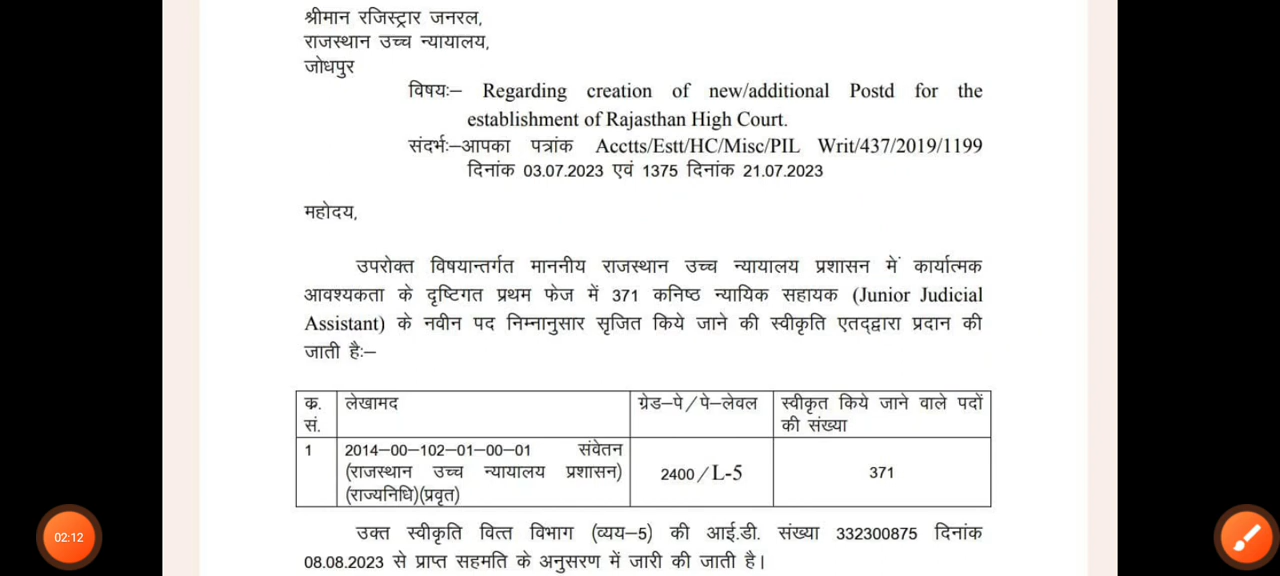 श्रीमान रजिस्ट्रार जनरल,
राजस्थान उच्च न्यायालय,
जोधपुर
विषयः– Regarding creation of new/additional Postd for the
establishment of Rajasthan High Court.
संदर्भः–आपका पत्रांक Acctts/Estt/HC/Misc/PIL Writ/437/2019/1199
दिनांक 03.07.2023 एवं 1375 दिनांक 21.07.2023
महोदय,
उपरोक्त विषयान्तर्गत माननीय राजस्थान उच्च न्यायालय प्रशासन में कार्यात्मक
आवश्यकता के दृष्टिगत प्रथम फेज में 371 कनिष्ठ न्यायिक सहायक (Junior Judicial
Assistant) के नवीन पद निम्नानुसार सृजित किये जाने की स्वीकृति एतद्द्वारा प्रदान की
जाती हैः–
क्र. लेखामद ग्रेड–पे/पे–लेवल स्वीकृत किये जाने वाले पदों
सं. की संख्या
1 2014–00–102–01–00–01 संवेतन
(राजस्थान उच्च न्यायालय प्रशासन) 2400/L-5 371
(राज्यनिधि)(प्रवृत)
उक्त स्वीकृति वित्त विभाग (व्यय–5) की आई.डी. संख्या 332300875 दिनांक
08.08.2023 से प्राप्त सहमति के अनुसरण में जारी की जाती है।
02:12